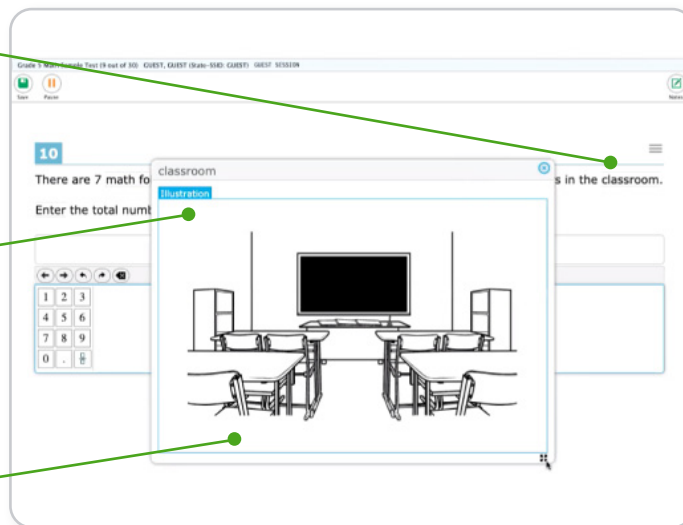 Grade 5 Math Sample Test (9 out of 30) GUEST, GUEST (State-SSID: GUEST) GUEST SESSION
Save Pause Notes
10
classroom
There are 7 math fo s in the classroom.
Illustration
Enter the total numb
1 2 3
4 5 6
7 8 9
0 .